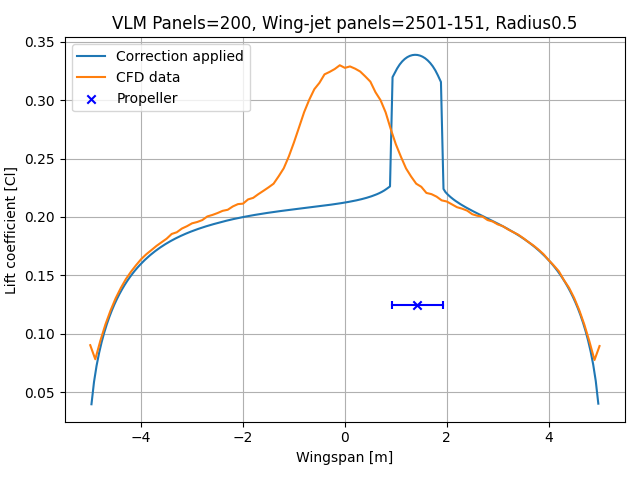 VLM Panels=200, Wing-jet panels=2501-151, Radius0.5
Correction applied
CFD data
Propeller
Lift coefficient [Cl]
0.35
0.30
0.25
0.20
0.15
0.10
0.05
−4 −2 0 2 4
Wingspan [m]